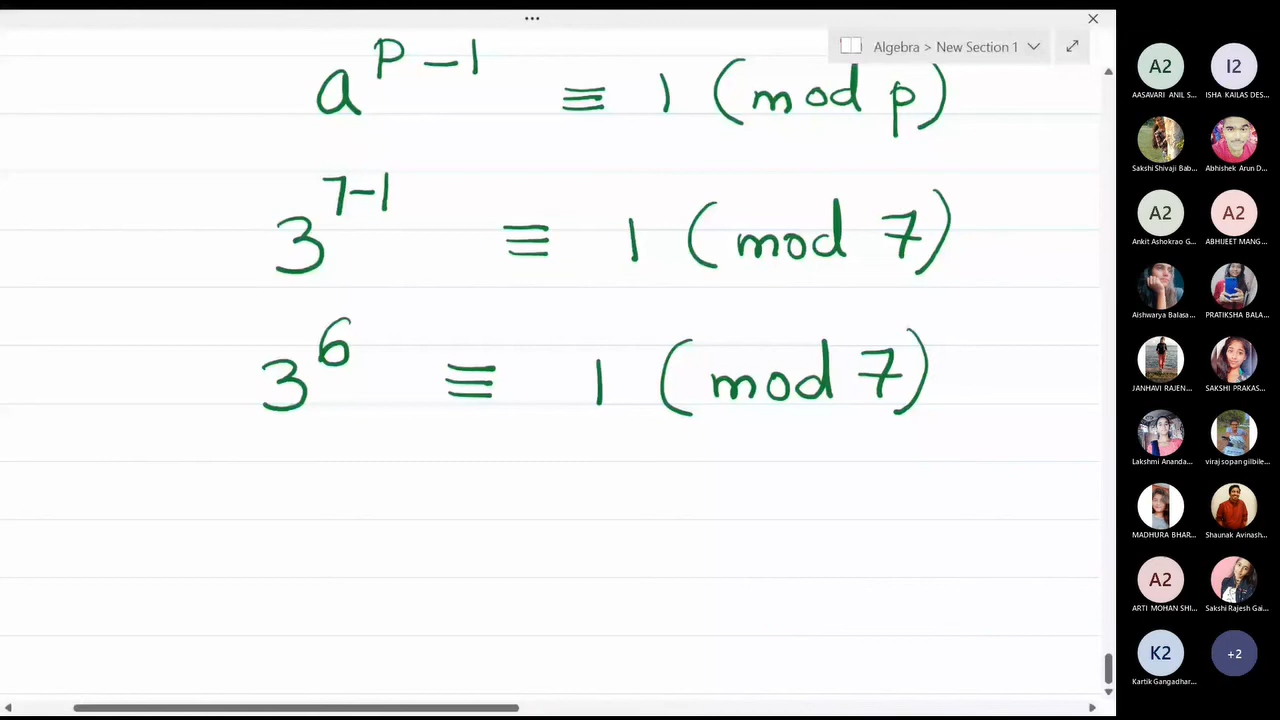 Algebra > New Section 1
a^{p-1} ≡ 1 (mod p)
3^{7-1} ≡ 1 (mod 7)
3^6 ≡ 1 (mod 7)
A2 I2
AASAVARI ANIL S... ISHA KAILAS DES...
Sakshi Shivaji Bab... Abhishek Arun D...
A2 A2
Ankit Ashokrao G... ABHIJEET MANG...
Aishwarya Balasa... PRATIKSHA BALA...
JANHAVI RAJEN... SAKSHI PRAKAS...
Lakshmi Ananda... viraj sopan gilbile...
MADHURA BHAR... Shaunak Avinash...
A2
ARTI MOHAN SHI... Sakshi Rajesh Gai...
K2 +2
Kartik Gangadhar...